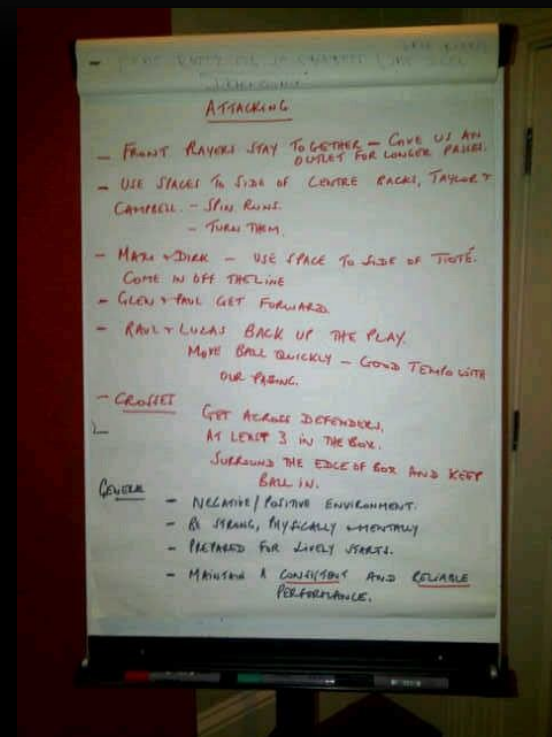 ATTACKING
- FRONT PLAYERS STAY TOGETHER - GIVE US AN
OUTLET FOR LONGER PASSES.
- USE SPACES TO SIDE OF CENTRE BACKS, TAYLOR +
CAMPBELL. - SPIN RUNS.
- TURN THEM.
- MAXI + DIRK - USE SPACE TO SIDE OF TIOTÉ.
COME IN OFF THE LINE
- GLEN + PAUL GET FORWARD.
- RAUL + LUCAS BACK UP THE PLAY.
MOVE BALL QUICKLY - GOOD TEMPO WITH
OUR PASSING.
- CROSSES
GET ACROSS DEFENDERS,
AT LEAST 3 IN THE BOX.
SURROUND THE EDGE OF BOX AND KEEP
BALL IN.
GENERAL
- NEGATIVE/POSITIVE ENVIRONMENT.
- BE STRONG, PHYSICALLY + MENTALLY
- PREPARED FOR LIVELY STARTS.
- MAINTAIN A CONSISTENT AND RELIABLE
PERFORMANCE.